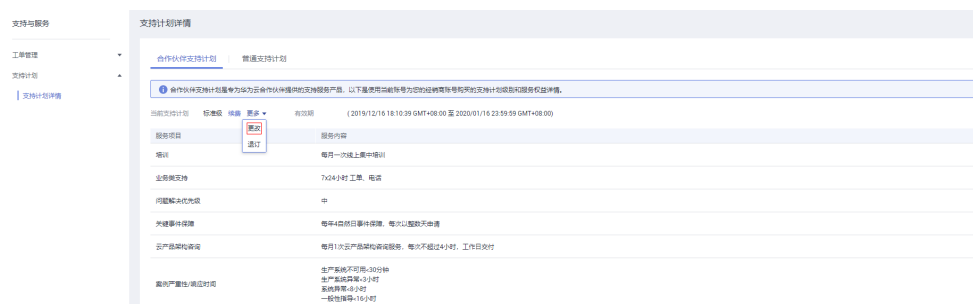 支持与服务
支持计划详情
工单管理
支持计划
支持计划详情
合作伙伴支持计划
普通支持计划
合作伙伴支持计划是专为华为云合作伙伴提供的支持服务产品，以下是使用当前账号为您的经销商账号购买的支持计划级别和服务权益详情。
当前支持计划 标准级 续费 更多 有效期 (2019/12/16 18:10:39 GMT+08:00 至 2020/01/16 23:59:59 GMT+08:00)
更改
退订
服务项目 服务内容
培训 每月一次线上集中培训
业务类支持 7x24小时 工单、电话
问题解决优先级 中
关键事件保障 每年4自然日事件保障，每次以整数天申请
云产品架构咨询 每月1次云产品架构咨询服务，每次不超过4小时，工作日交付
案例严重性/响应时间
生产系统不可用<30分钟
生产系统异常<3小时
系统异常<8小时
一般性指导<16小时